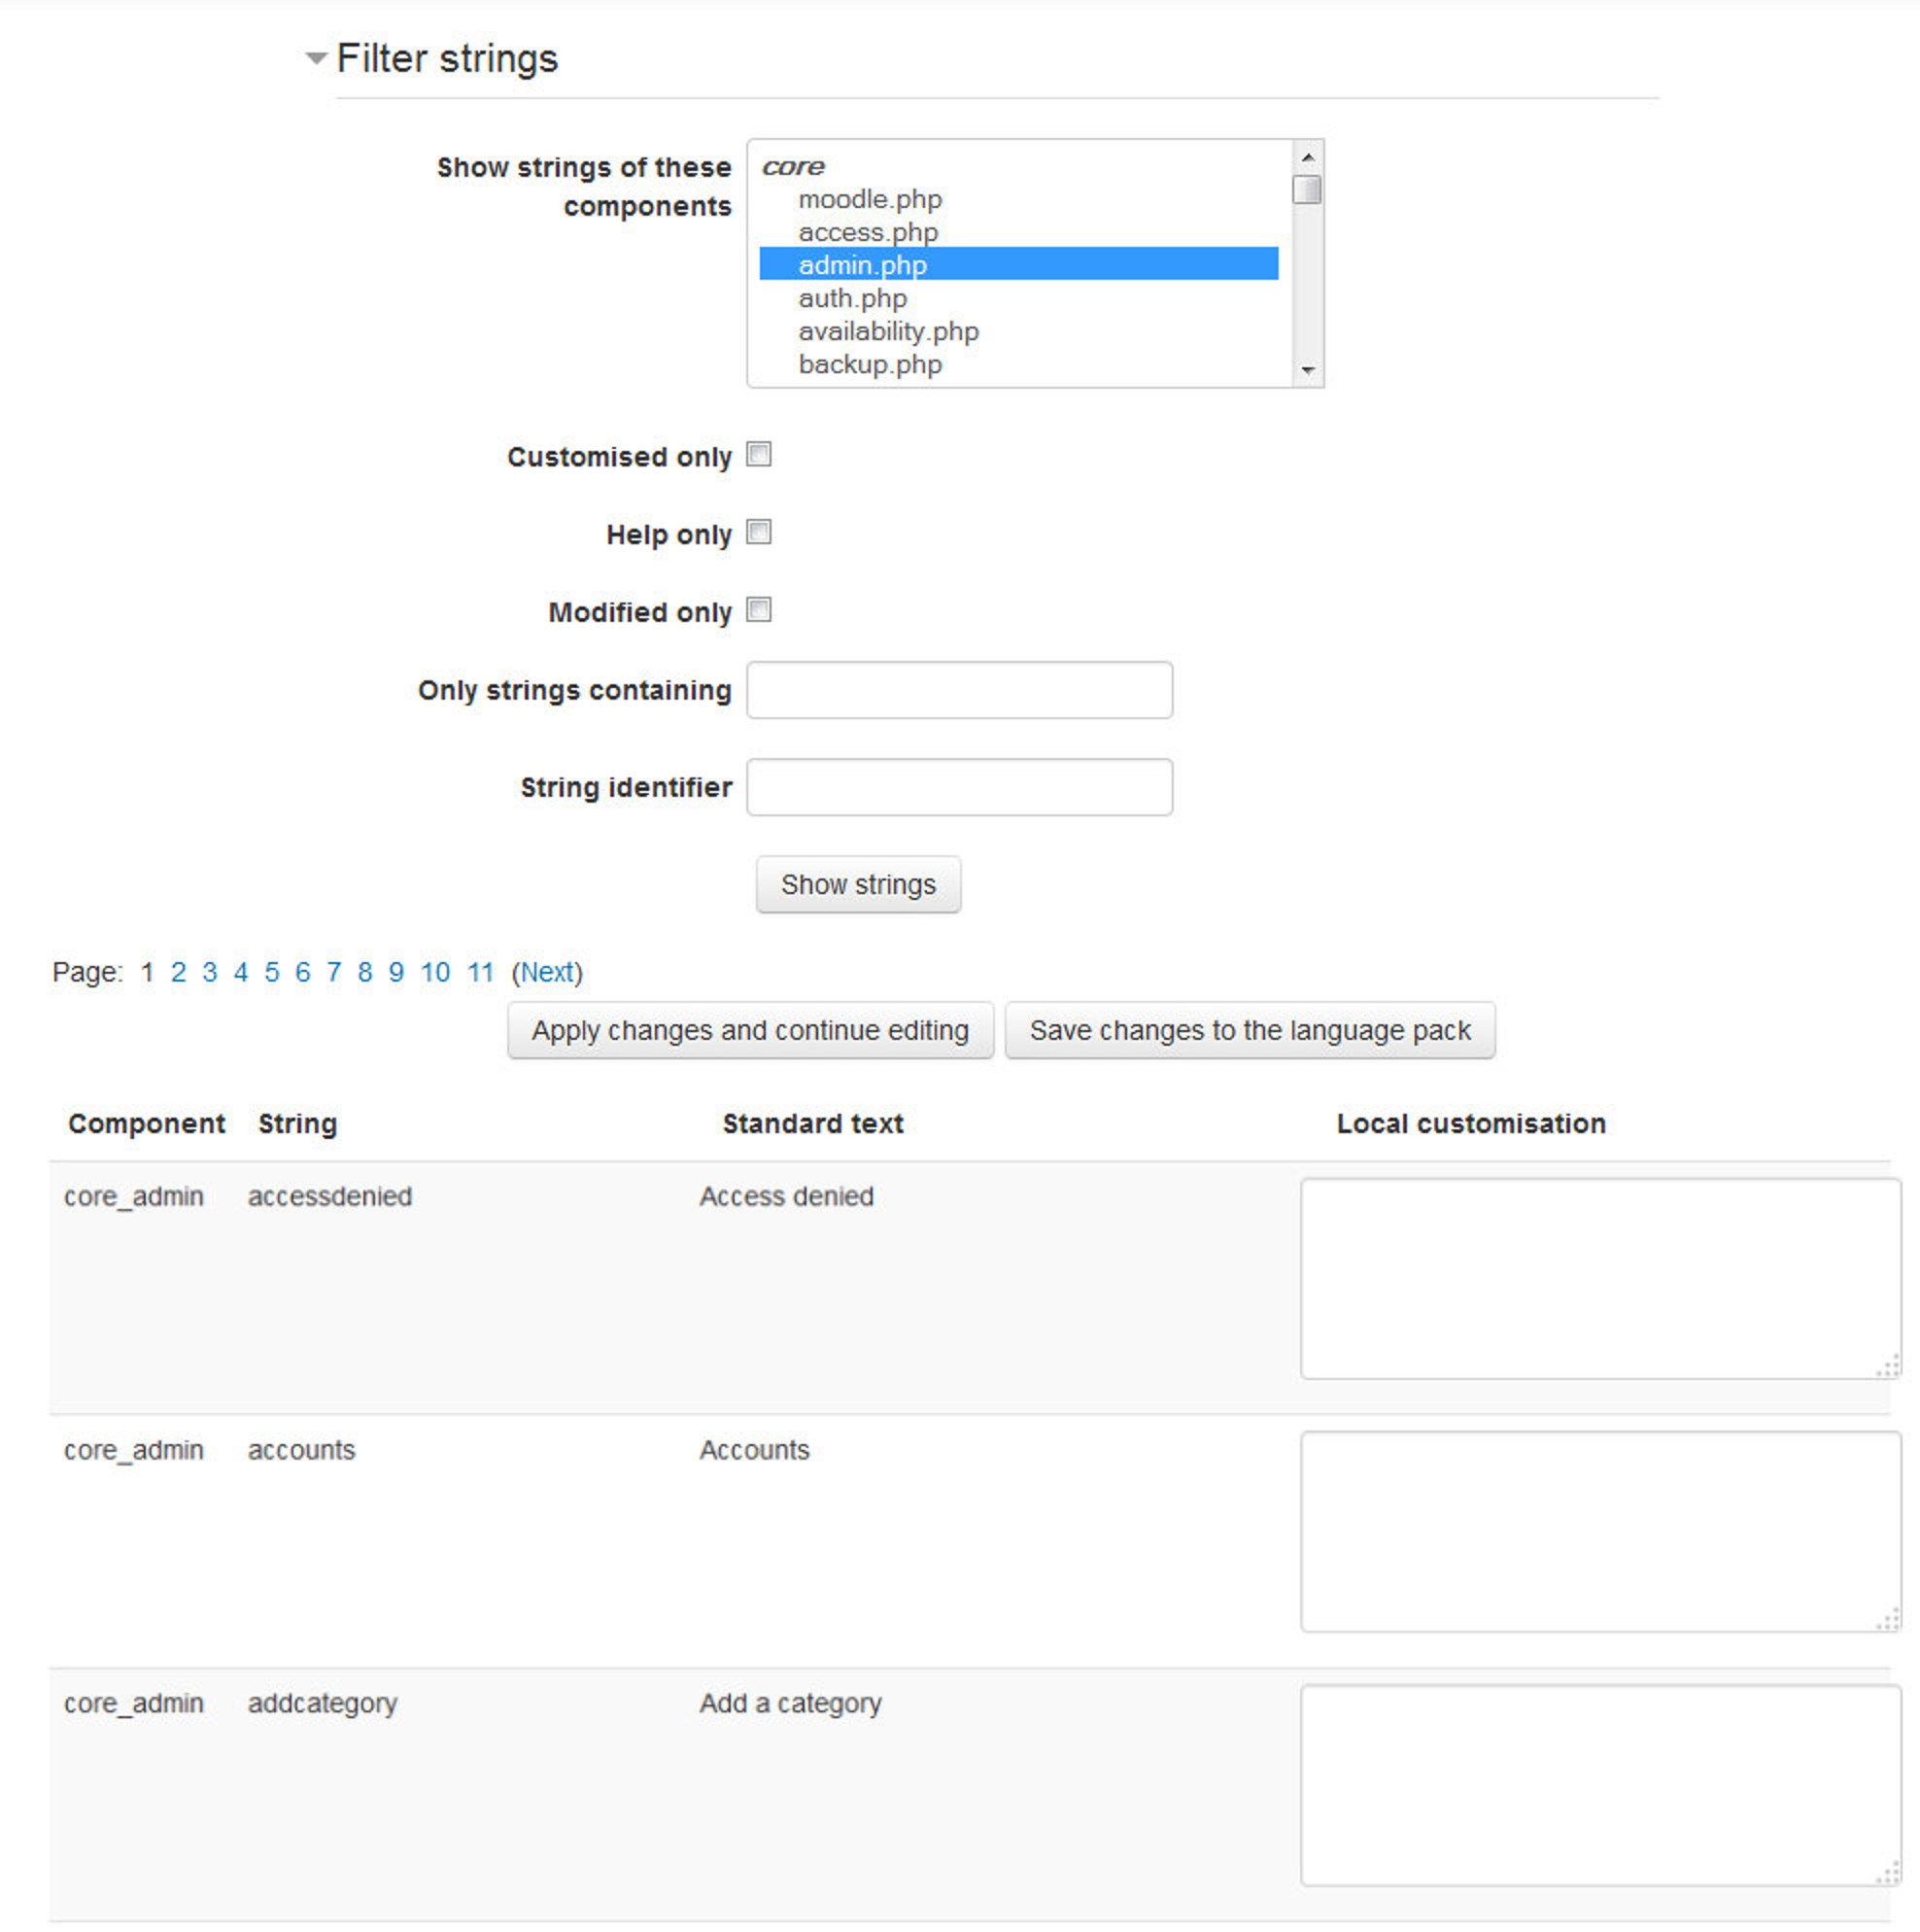 Filter strings
Show strings of these
components
core
moodle.php
access.php
admin.php
auth.php
availability.php
backup.php
Customised only
Help only
Modified only
Only strings containing
String identifier
Show strings
Page: 1 2 3 4 5 6 7 8 9 10 11 (Next)
Apply changes and continue editing Save changes to the language pack
Component String Standard text Local customisation
core_admin accessdenied Access denied
core_admin accounts Accounts
core_admin addcategory Add a category